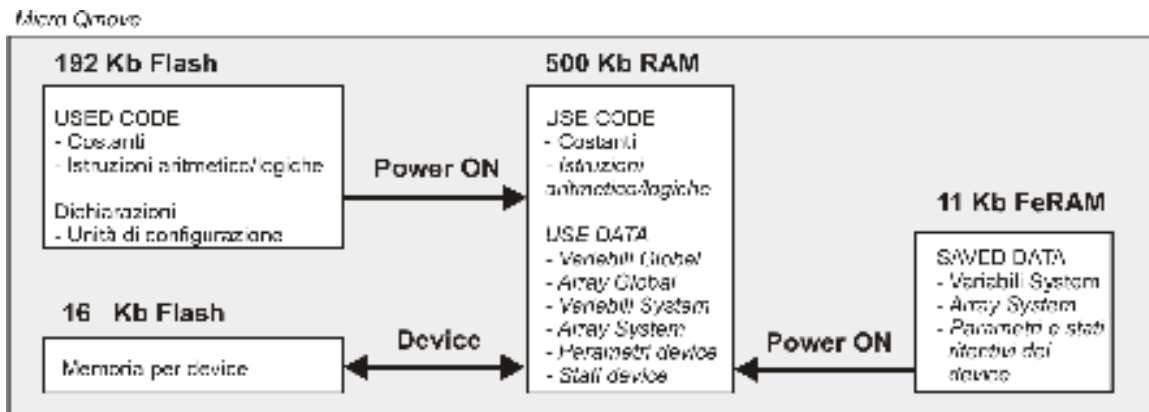 Micro Qmove
192 Kb Flash
USED CODE
- Costanti
- Istruzioni aritmetico/logiche
Dichiarazioni
- Unità di configurazione
16 Kb Flash
Memoria per device
Power ON
Device
500 Kb RAM
USE CODE
- Costanti
- Istruzioni
aritmetico/logiche
USE DATA
- Variebili Global
- Array Global
- Variebili System
- Array System
- Parametri device
- Stati device
Power ON
11 Kb FeRAM
SAVED DATA
- Variabili System
- Array System
- Parametri e stati
ritentivi dei
device